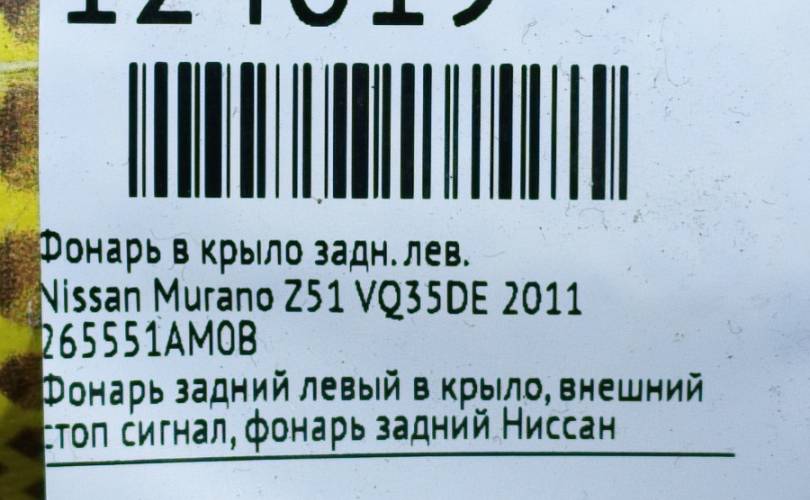 Фонарь в крыло задн. лев.
Nissan Murano Z51 VQ35DE 2011
265551AM0B
Фонарь задний левый в крыло, внешний
стоп сигнал, фонарь задний Ниссан